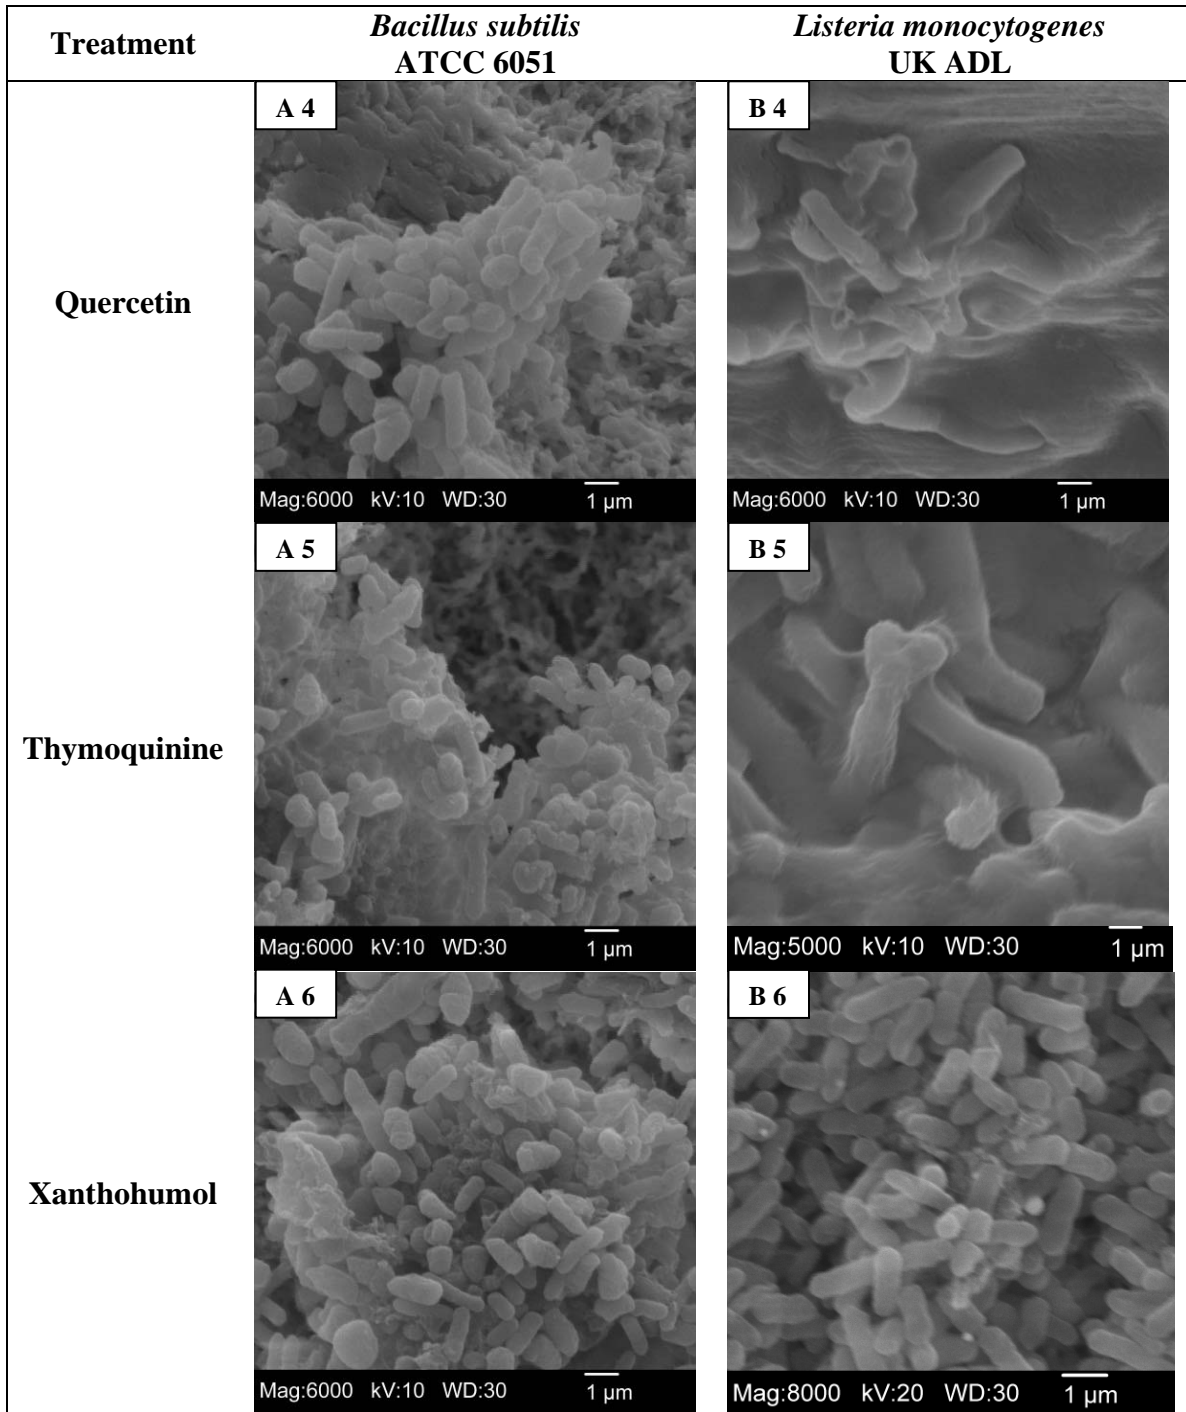 Treatment
Bacillus subtilis
ATCC 6051
Listeria monocytogenes
UK ADL
Quercetin
A 4
Mag:6000 kV:10 WD:30 1 µm
B 4
Mag:6000 kV:10 WD:30 1 µm
Thymoquinine
A 5
Mag:6000 kV:10 WD:30 1 µm
B 5
Mag:5000 kV:10 WD:30 1 µm
Xanthohumol
A 6
Mag:6000 kV:10 WD:30 1 µm
B 6
Mag:8000 kV:20 WD:30 1 µm